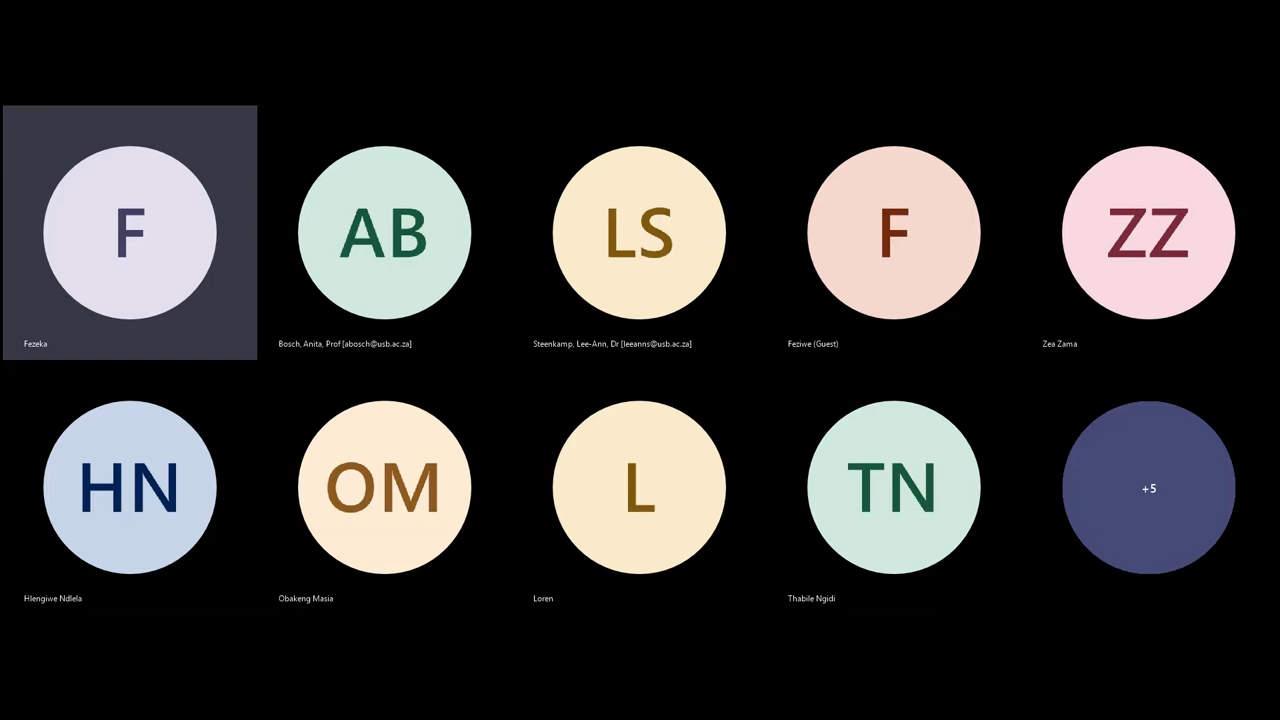 F
AB
LS
F
ZZ
Fezeka
Bosch, Anita, Prof [abosch@usb.ac.za]
Steenkamp, Lee-Ann, Dr [leeanns@usb.ac.za]
Feziwe (Guest)
Zea Zama
HN
OM
L
TN
+5
Hlengiwe Ndlela
Obakeng Masia
Loren
Thabile Ngidi